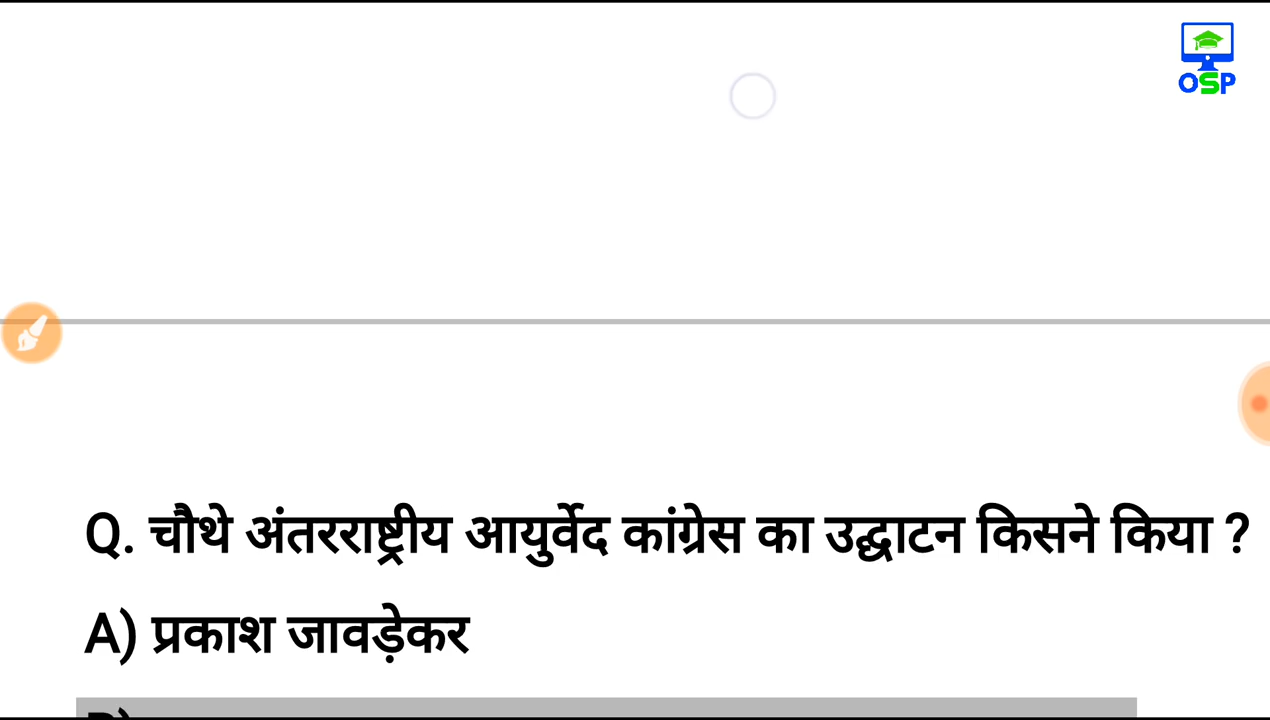 OSP
Q. चौथे अंतरराष्ट्रीय आयुर्वेद कांग्रेस का उद्घाटन किसने किया ?
A) प्रकाश जावड़ेकर